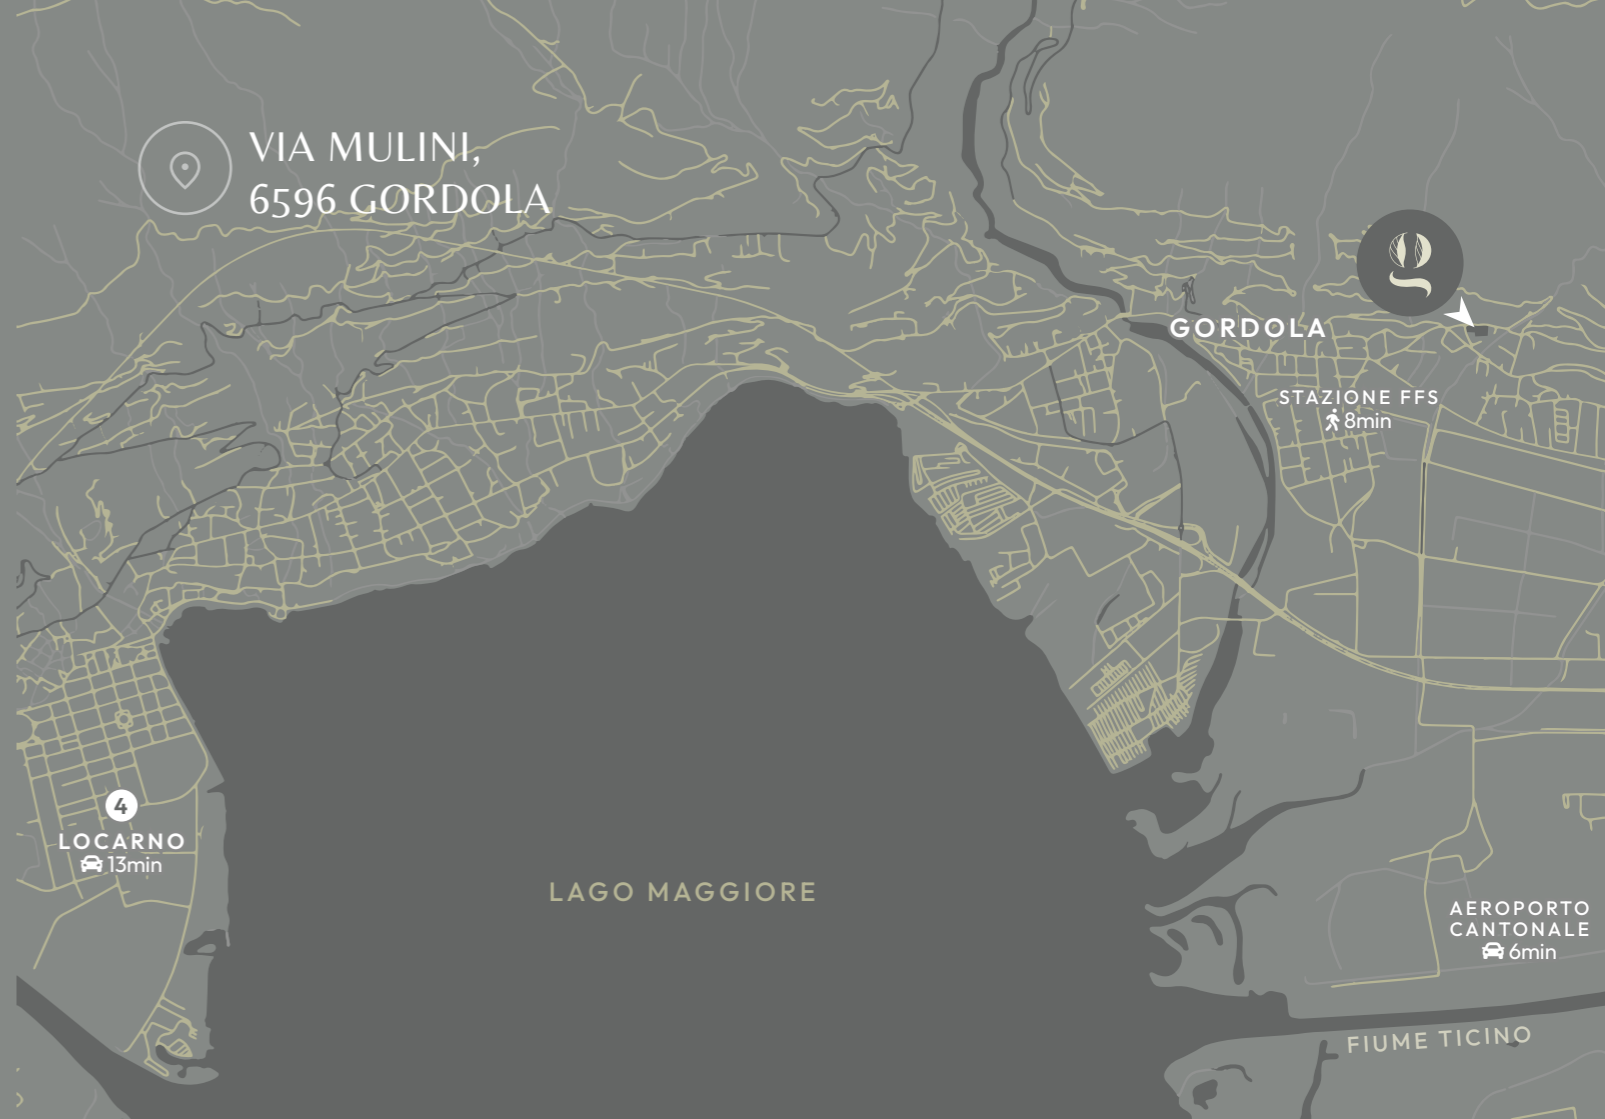 VIA MULINI,
6596 GORDOLA
g
GORDOLA
STAZIONE FFS
8min
4
LOCARNO
13min
LAGO MAGGIORE
AEROPORTO
CANTONALE
6min
FIUME TICINO